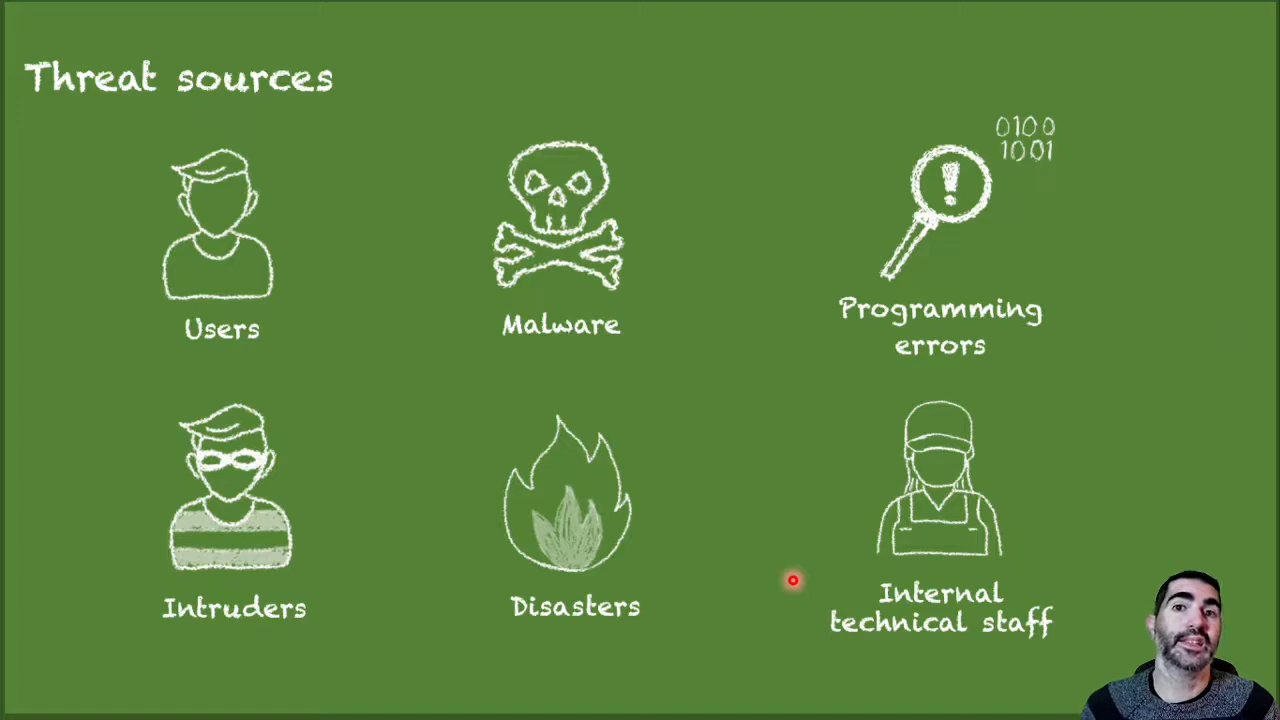 Threat sources
0100
1001
Users
Malware
Programming
errors
Intruders
Disasters
Internal
technical staff